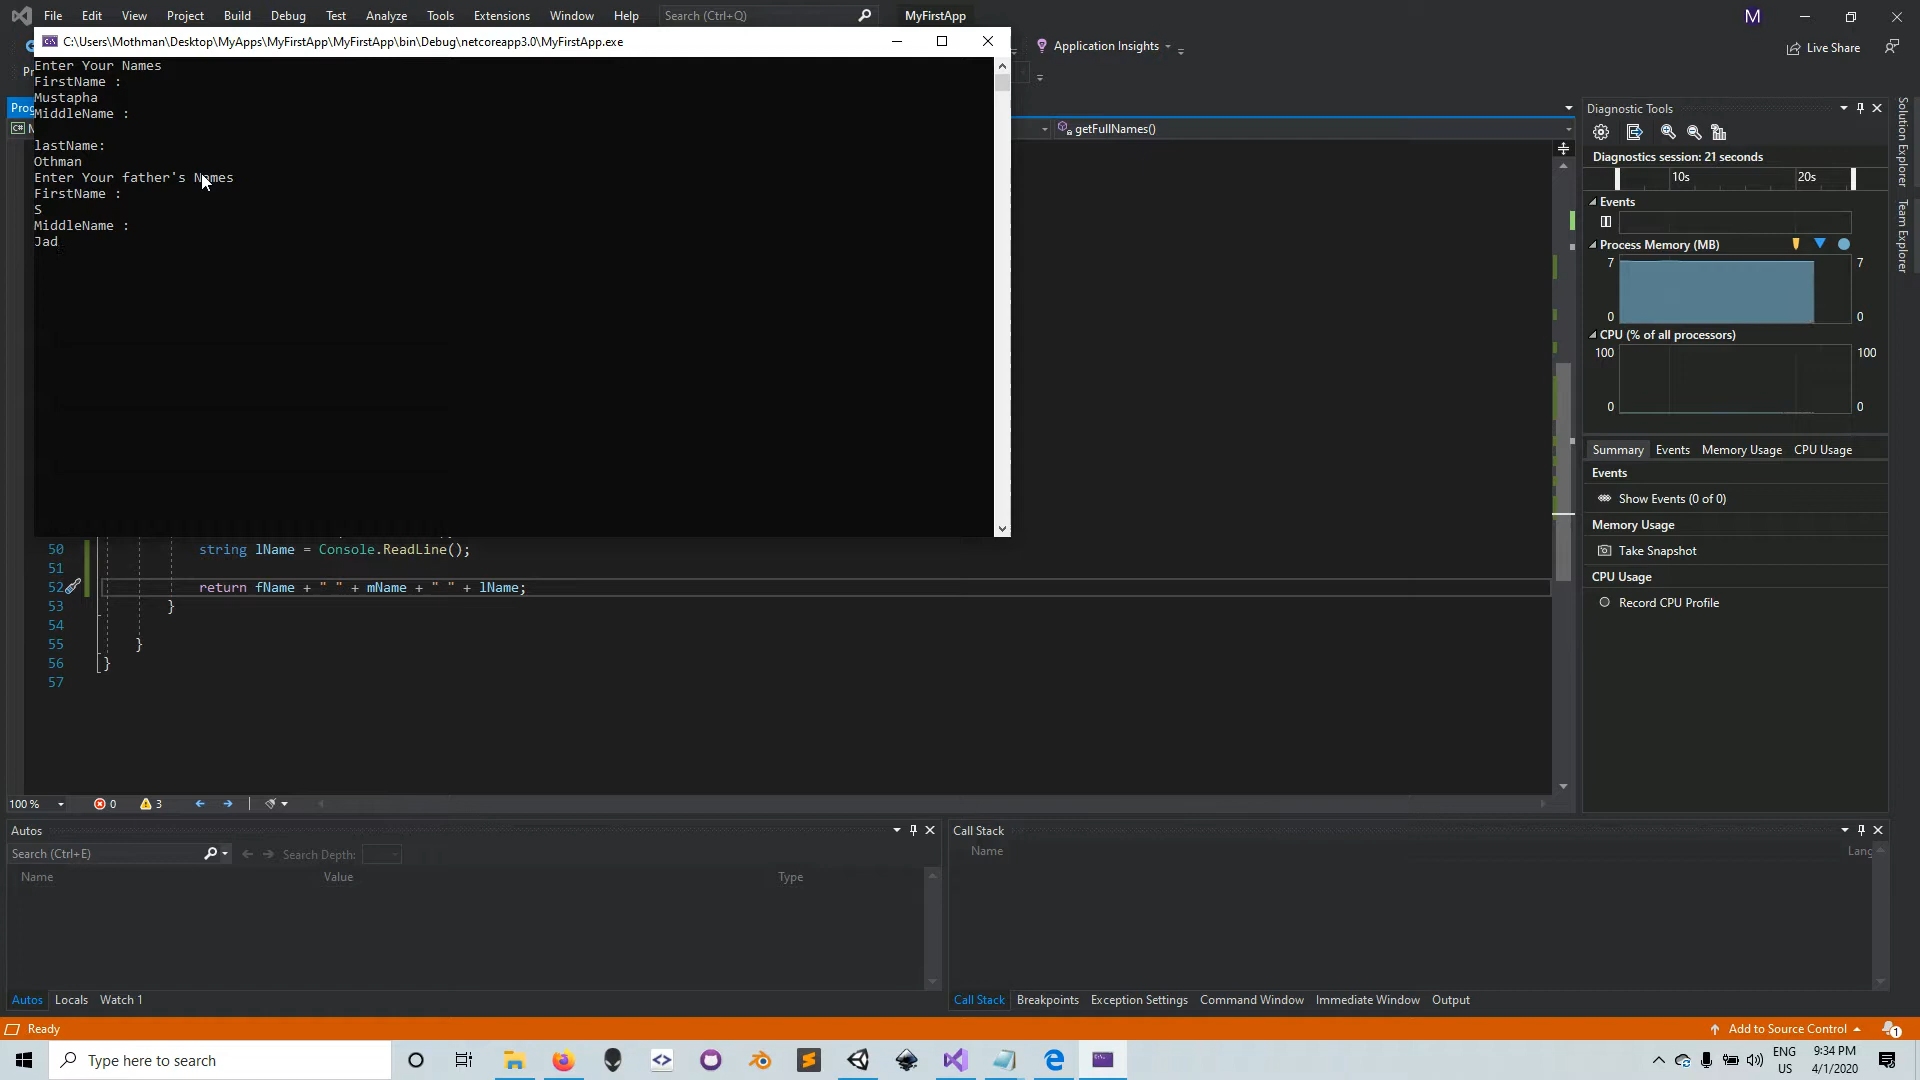 File Edit View Project Build Debug Test Analyze Tools Extensions Window Help Search (Ctrl+Q) MyFirstApp M
C:\Users\Mothman\Desktop\MyApps\MyFirstApp\MyFirstApp\bin\Debug\netcoreapp3.0\MyFirstApp.exe
Application Insights
Live Share
Enter Your Names
FirstName :
Mustapha
MiddleName :
lastName:
Othman
Enter Your father's Names
FirstName :
S
MiddleName :
Jad
getFullNames()
50 string lName = Console.ReadLine();
51
52 return fName + " " + mName + " " + lName;
53 }
54
55 }
56 }
57
100 % 0 3
Diagnostic Tools
Diagnostics session: 21 seconds
10s 20s
Events
Process Memory (MB)
7 7
0 0
CPU (% of all processors)
100 100
0 0
Summary Events Memory Usage CPU Usage
Events
Show Events (0 of 0)
Memory Usage
Take Snapshot
CPU Usage
Record CPU Profile
Solution Explorer
Team Explorer
Autos
Search (Ctrl+E) Search Depth:
Name Value Type
Autos Locals Watch 1
Call Stack
Name Lang
Call Stack Breakpoints Exception Settings Command Window Immediate Window Output
Ready
Add to Source Control 1
Type here to search
ENG
US
9:34 PM
4/1/2020